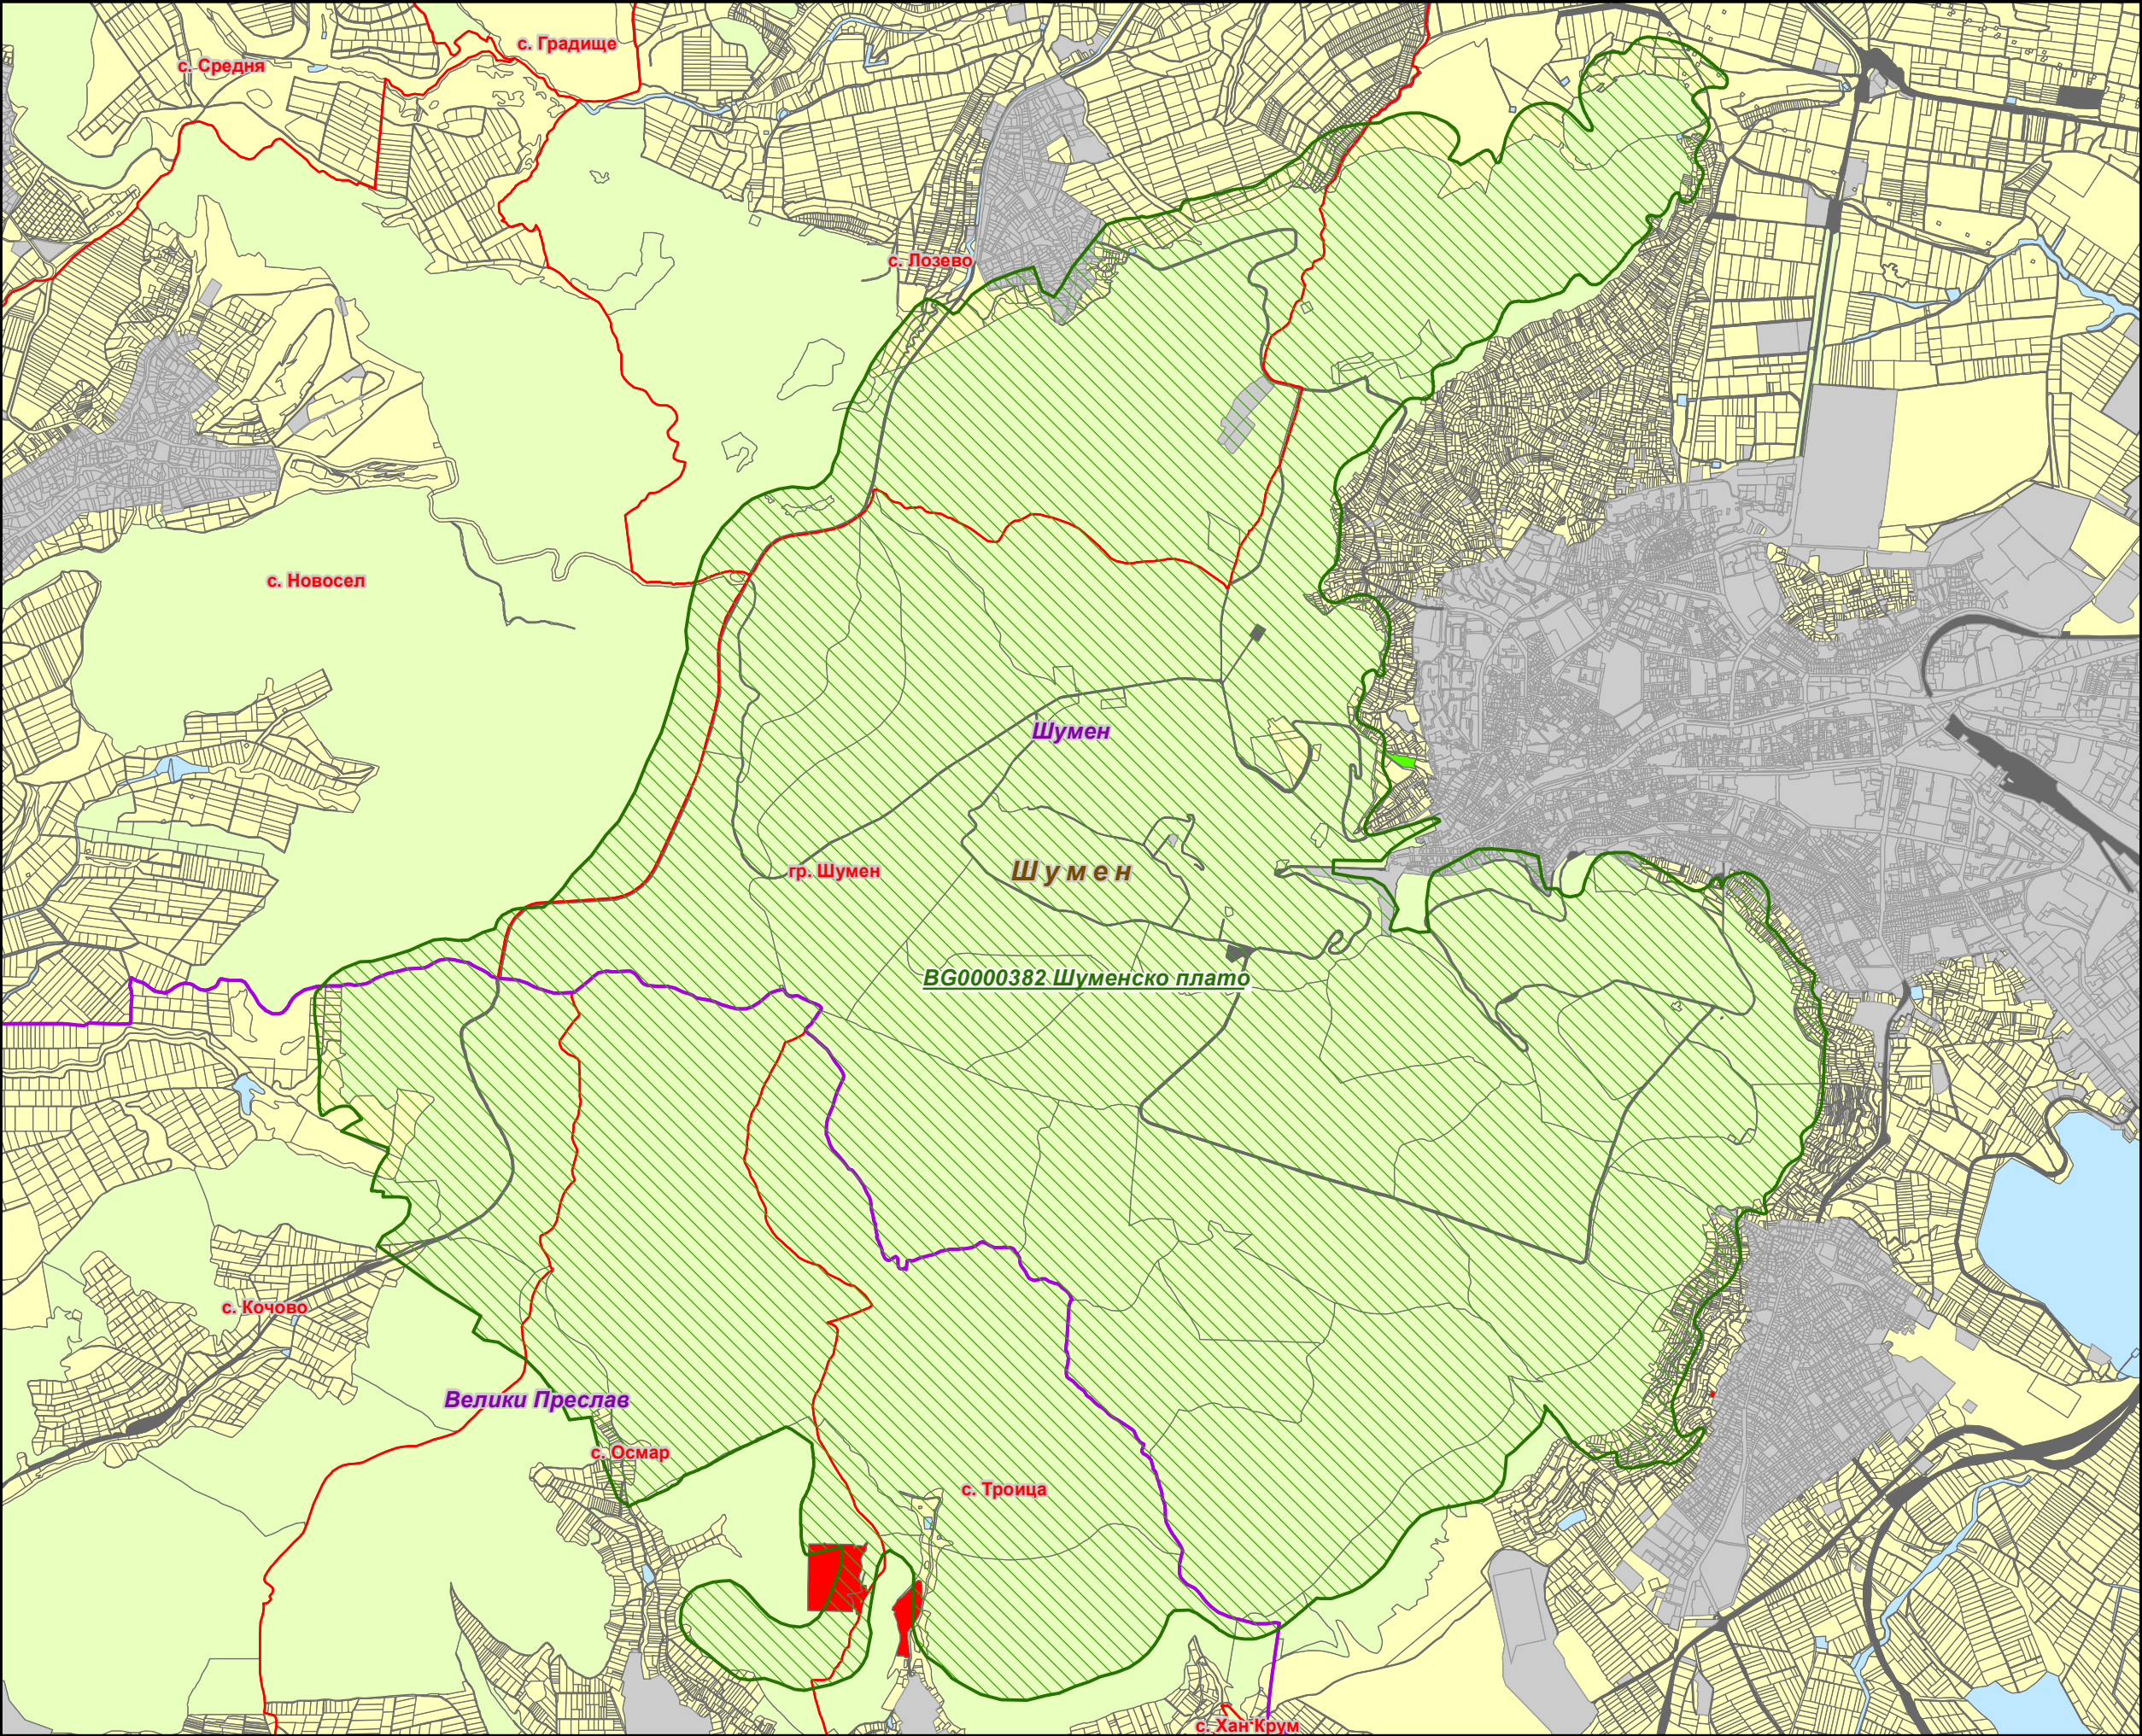 с. Градище
с. Средня
с. Лозево
с. Новосел
Шумен
гр. Шумен
Шумен
BG0000382 Шуменско плато
с. Кочово
Велики Преслав
с. Осмар
с. Троица
с. Хан Крум